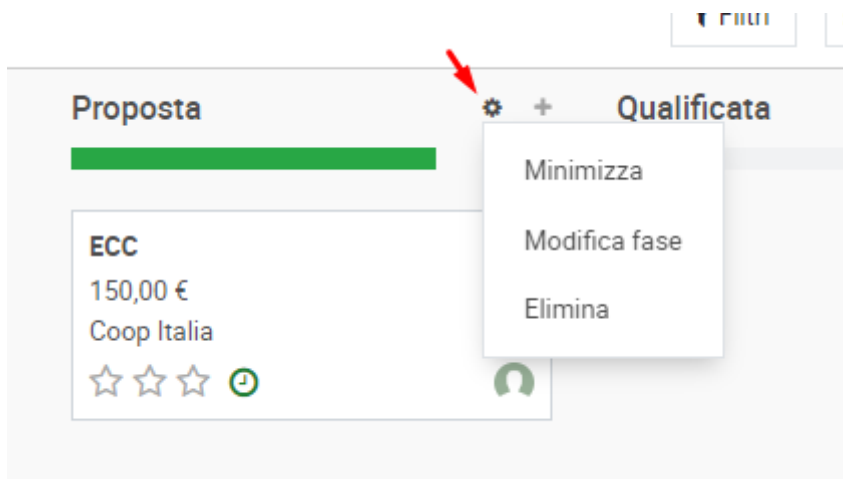 Filtri
Proposta
Qualificata
Minimizza
Modifica fase
Elimina
ECC
150,00 €
Coop Italia